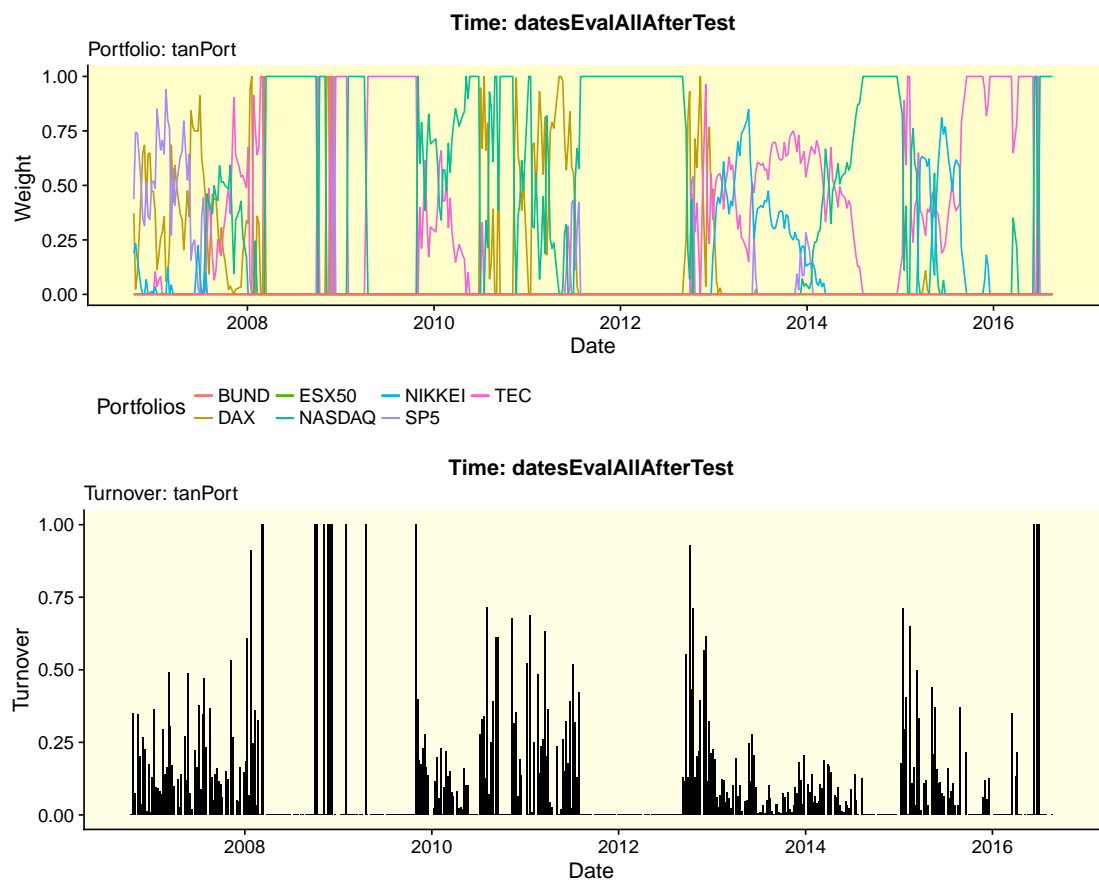 Time: datesEvalAllAfterTest
Portfolio: tanPort
1.00
0.75
0.50
0.25
0.00
Weight
2008 2010 2012 2014 2016
Date
Portfolios BUND ESX50 NIKKEI TEC
DAX NASDAQ SP5
Time: datesEvalAllAfterTest
Turnover: tanPort
1.00
0.75
0.50
0.25
0.00
Turnover
2008 2010 2012 2014 2016
Date